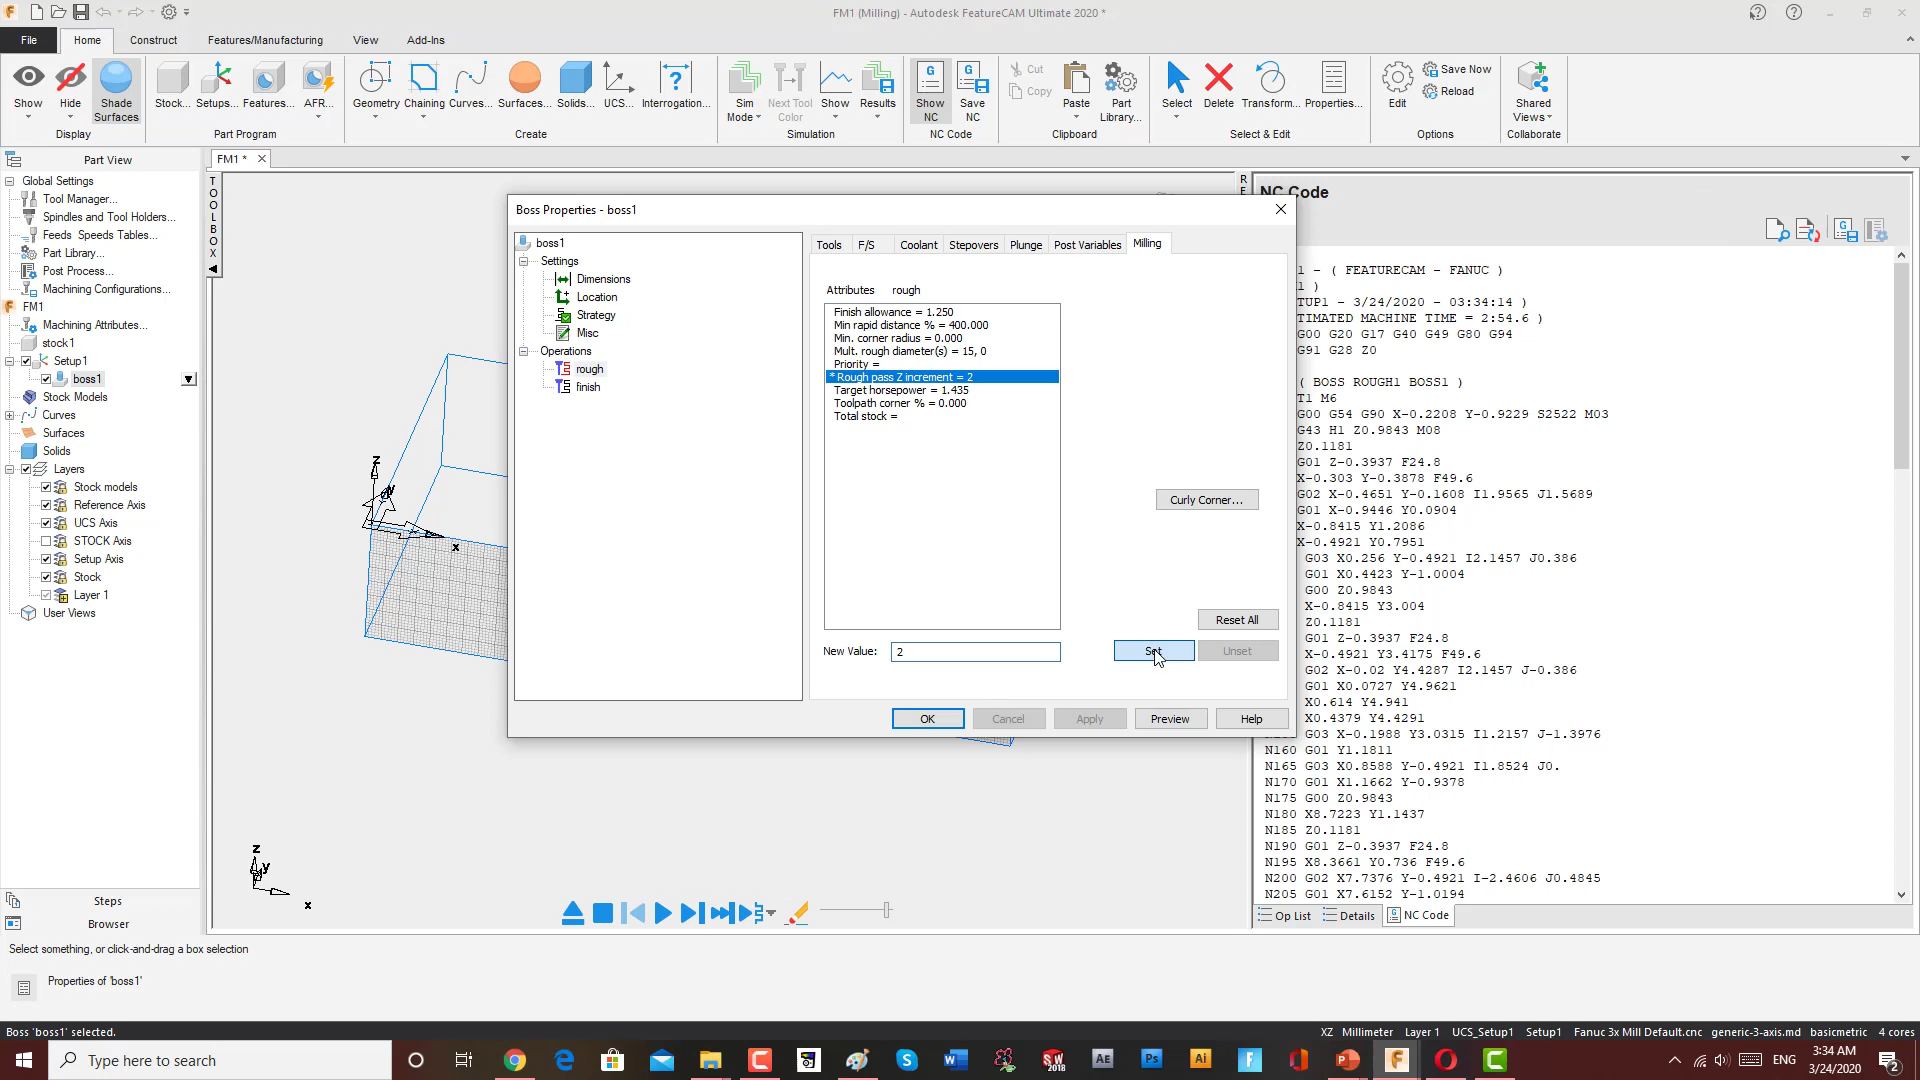 FM1 (Milling) - Autodesk FeatureCAM Ultimate 2020 *
File
Home
Construct
Features/Manufacturing
View
Add-Ins
Show
Hide
Shade Surfaces
Stock...
Setups...
Features...
AFR...
Geometry
Chaining
Curves...
Surfaces...
Solids...
UCS...
Interrogation...
Sim Mode
Next Tool Color
Show
Results
Show NC
Save NC
Cut
Copy
Paste
Part Library...
Select
Delete
Transform...
Properties...
Edit
Save Now
Reload
Shared Views
Display
Part Program
Create
Simulation
NC Code
Clipboard
Select & Edit
Options
Collaborate
Part View
Global Settings
Tool Manager...
Spindles and Tool Holders...
Feeds  Speeds Tables...
Part Library...
Post Process...
Machining Configurations...
FM1
Machining Attributes...
stock1
Setup1
boss1
Stock Models
Curves
Surfaces
Solids
Layers
Stock models
Reference Axis
UCS Axis
STOCK Axis
Setup Axis
Stock
Layer 1
User Views
Steps
Browser
TOOLBOX
FM1 *
z
y
x
z
y
x
Boss Properties - boss1
boss1
Settings
Dimensions
Location
Strategy
Misc
Operations
rough
finish
Tools
F/S
Coolant
Stepovers
Plunge
Post Variables
Milling
Attributes rough
Finish allowance = 1.250
Min rapid distance % = 400.000
Min. corner radius = 0.000
Mult. rough diameter(s) = 15, 0
Priority =
* Rough pass Z increment = 2
Target horsepower = 1.435
Toolpath corner % = 0.000
Total stock =
Curly Corner...
Reset All
New Value: 2
Set
Unset
OK
Cancel
Apply
Preview
Help
R
E
NC Code
1 - ( FEATURECAM - FANUC )
1 )
TUP1 - 3/24/2020 - 03:34:14 )
TIMATED MACHINE TIME = 2:54.6 )
G00 G20 G17 G40 G49 G80 G94
G91 G28 Z0
( BOSS ROUGH1 BOSS1 )
T1 M6
G00 G54 G90 X-0.2208 Y-0.9229 S2522 M03
G43 H1 Z0.9843 M08
Z0.1181
G01 Z-0.3937 F24.8
X-0.303 Y-0.3878 F49.6
G02 X-0.4651 Y-0.1608 I1.9565 J1.5689
G01 X-0.9446 Y0.0904
X-0.8415 Y1.2086
X-0.4921 Y0.7951
G03 X0.256 Y-0.4921 I2.1457 J0.386
G01 X0.4423 Y-1.0004
G00 Z0.9843
X-0.8415 Y3.004
Z0.1181
G01 Z-0.3937 F24.8
X-0.4921 Y3.4175 F49.6
G02 X-0.02 Y4.4287 I2.1457 J-0.386
G01 X0.0727 Y4.9621
X0.614 Y4.941
X0.4379 Y4.4291
G03 X-0.1988 Y3.0315 I1.2157 J-1.3976
N160 G01 Y1.1811
N165 G03 X0.8588 Y-0.4921 I1.8524 J0.
N170 G01 X1.1662 Y-0.9378
N175 G00 Z0.9843
N180 X8.7223 Y1.1437
N185 Z0.1181
N190 G01 Z-0.3937 F24.8
N195 X8.3661 Y0.736 F49.6
N200 G02 X7.7376 Y-0.4921 I-2.4606 J0.4845
N205 G01 X7.6152 Y-1.0194
Op List
Details
NC Code
Select something, or click-and-drag a box selection
Properties of 'boss1'
Boss 'boss1' selected.
XZ
Millimeter
Layer 1
UCS_Setup1
Setup1
Fanuc 3x Mill Default.cnc
generic-3-axis.md
basicmetric
4 cores
Type here to search
ENG
3:34 AM
3/24/2020
2